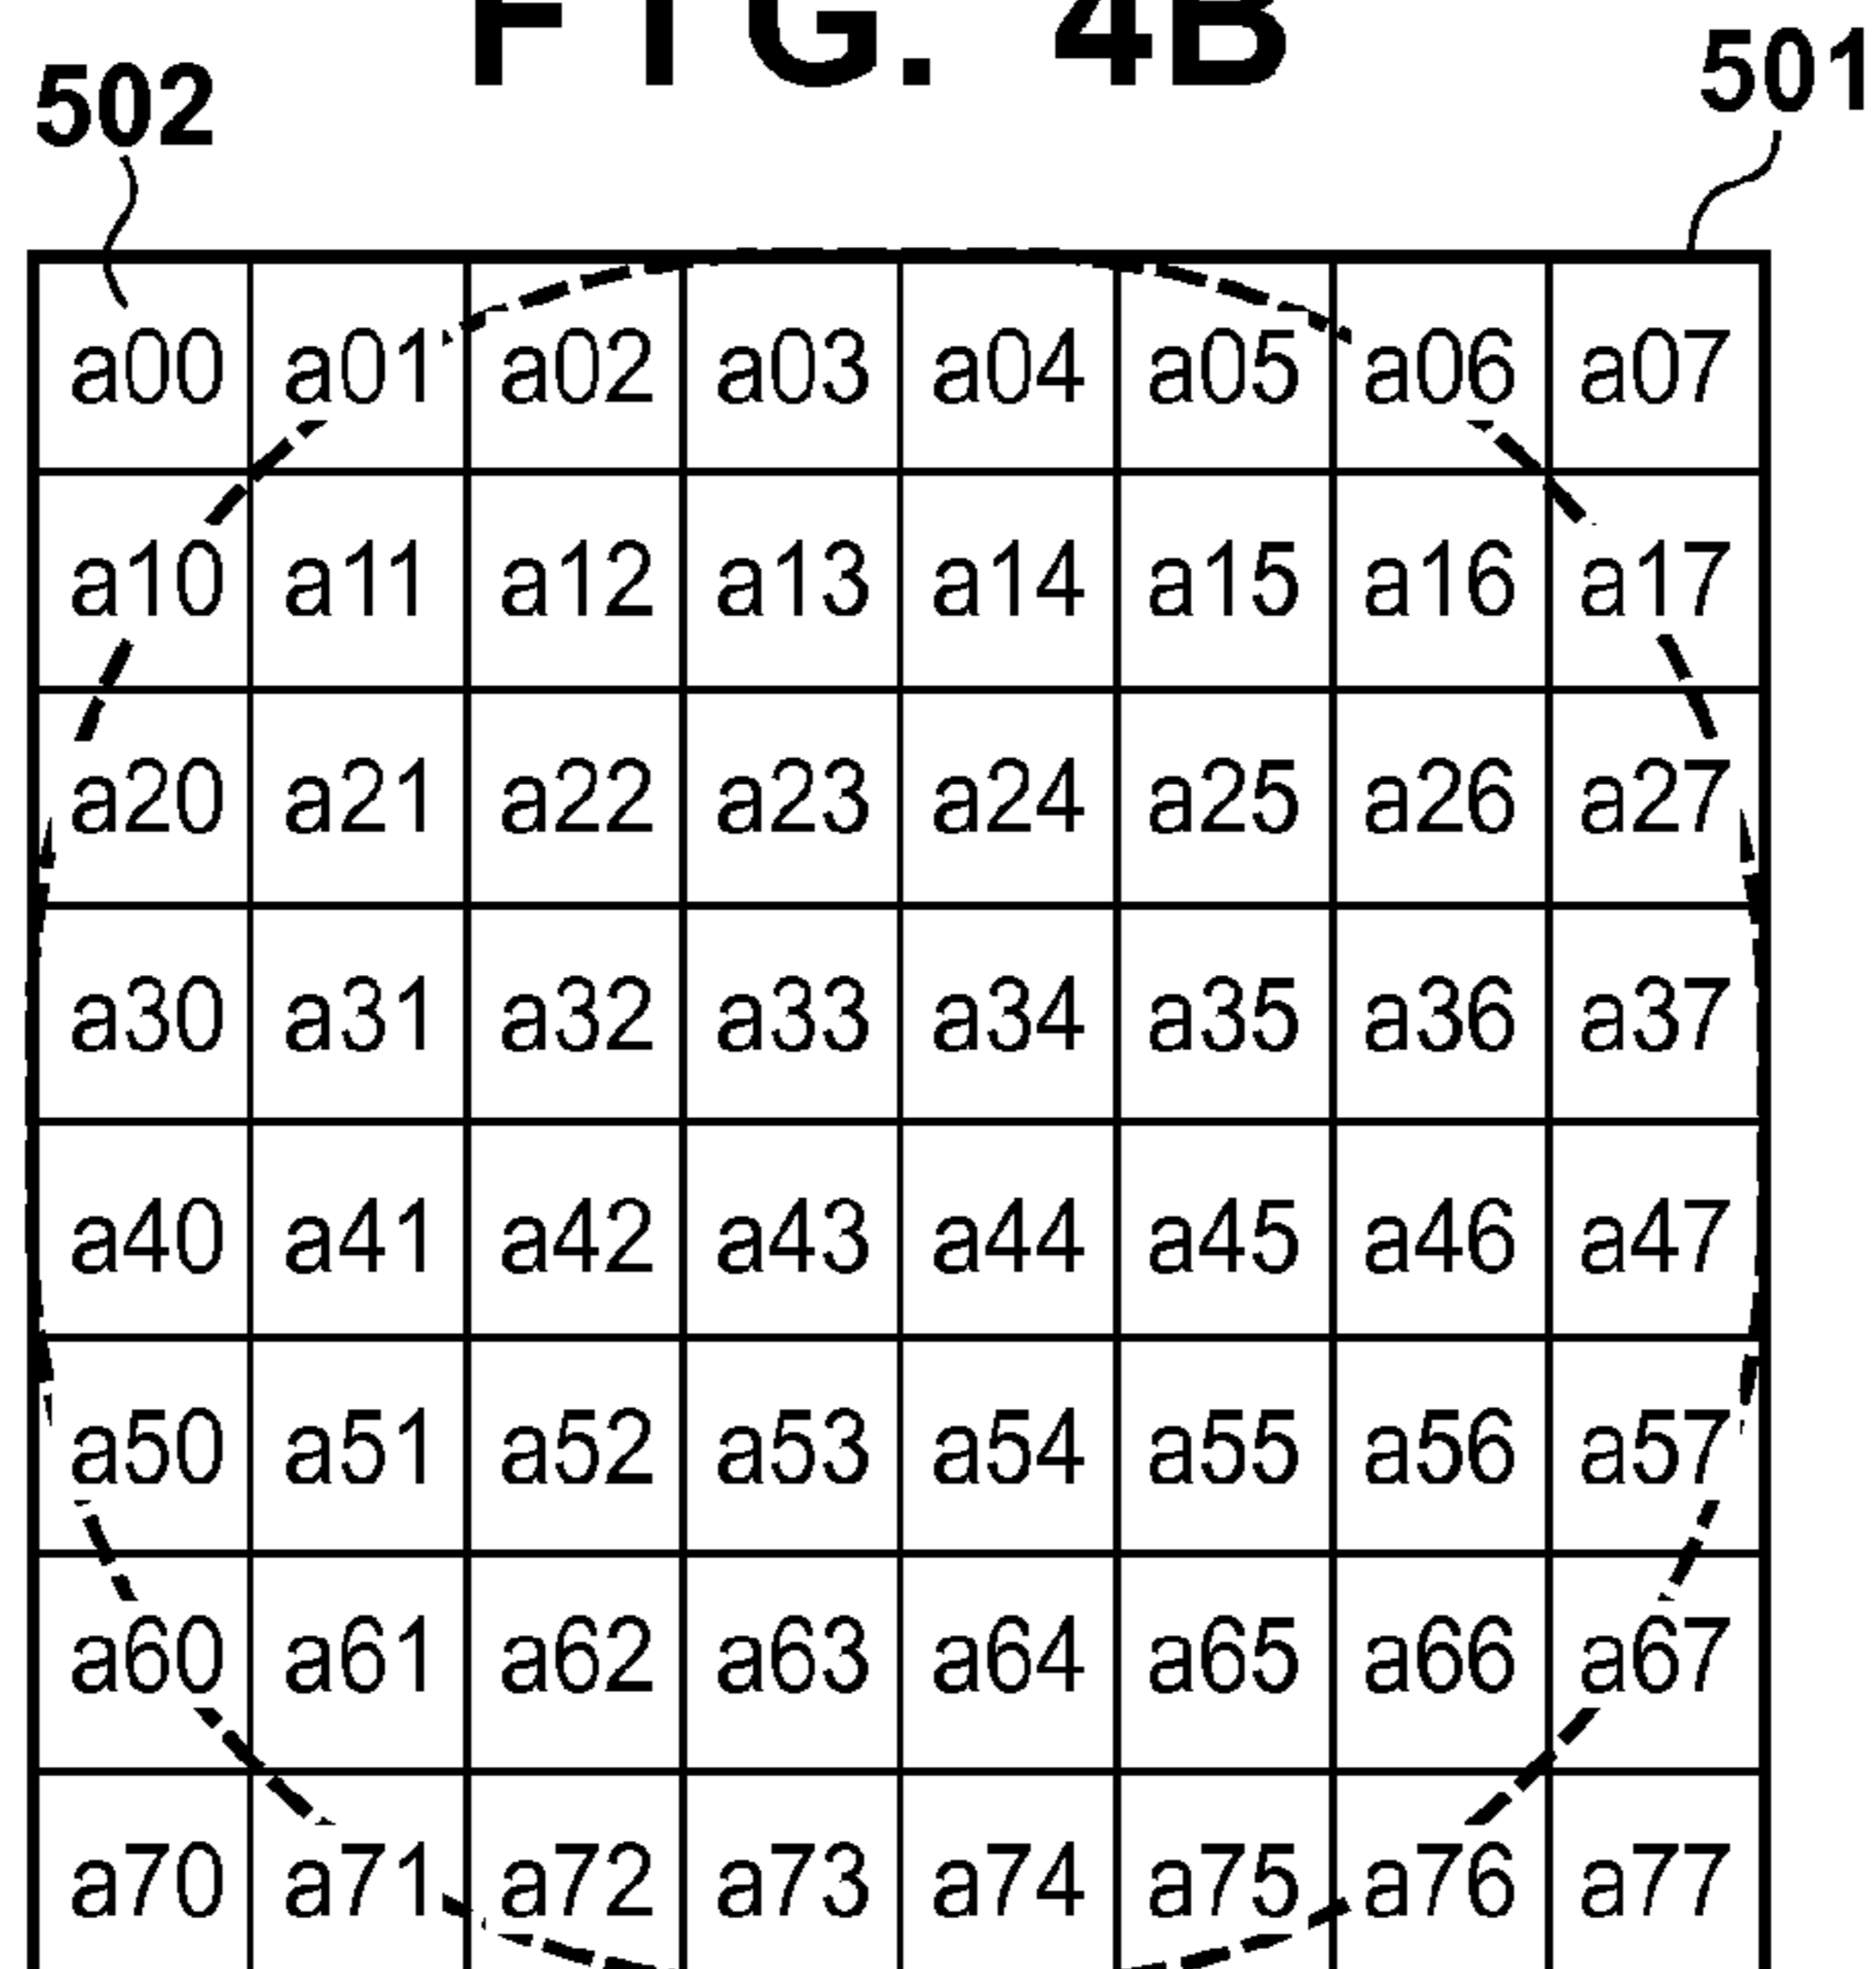 FIG. 4B
502
501
a00 a01 a02 a03 a04 a05 a06 a07
a10 a11 a12 a13 a14 a15 a16 a17
a20 a21 a22 a23 a24 a25 a26 a27
a30 a31 a32 a33 a34 a35 a36 a37
a40 a41 a42 a43 a44 a45 a46 a47
a50 a51 a52 a53 a54 a55 a56 a57
a60 a61 a62 a63 a64 a65 a66 a67
a70 a71 a72 a73 a74 a75 a76 a77